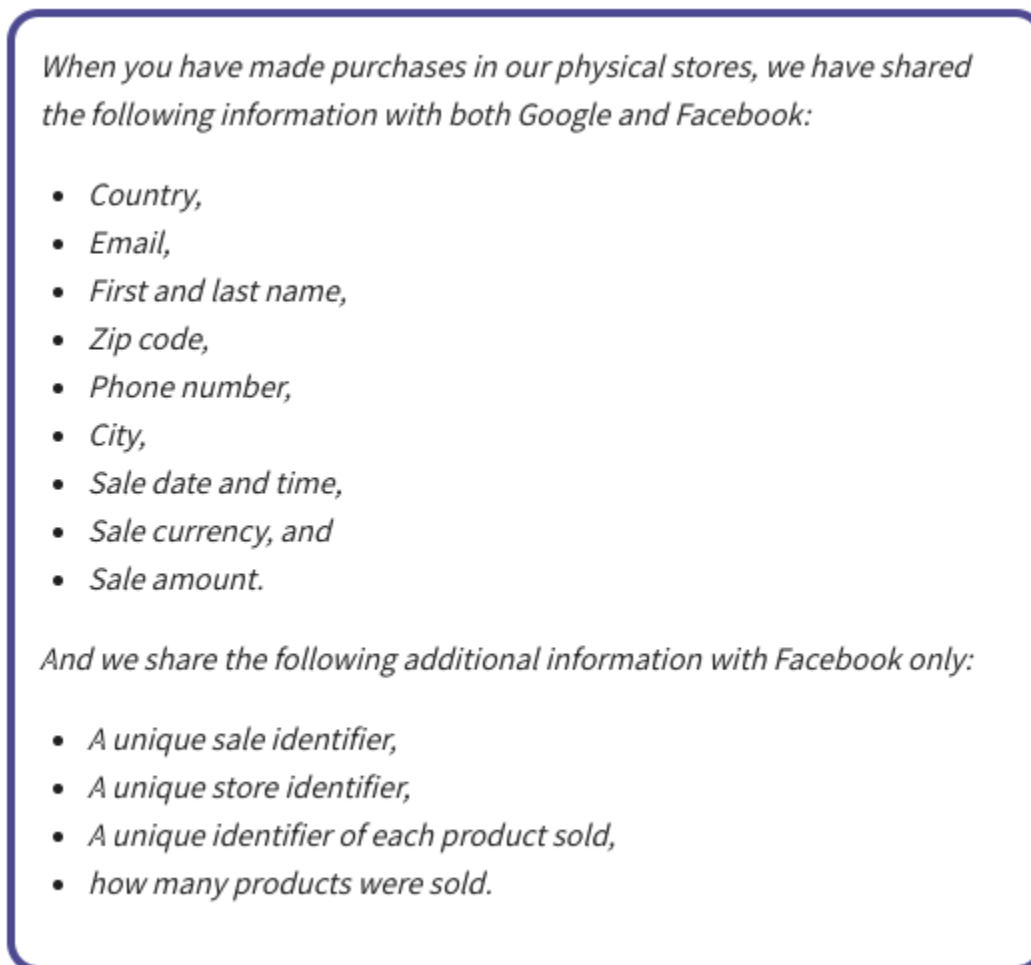 When you have made purchases in our physical stores, we have shared
the following information with both Google and Facebook:
• Country,
• Email,
• First and last name,
• Zip code,
• Phone number,
• City,
• Sale date and time,
• Sale currency, and
• Sale amount.
And we share the following additional information with Facebook only:
• A unique sale identifier,
• A unique store identifier,
• A unique identifier of each product sold,
• how many products were sold.